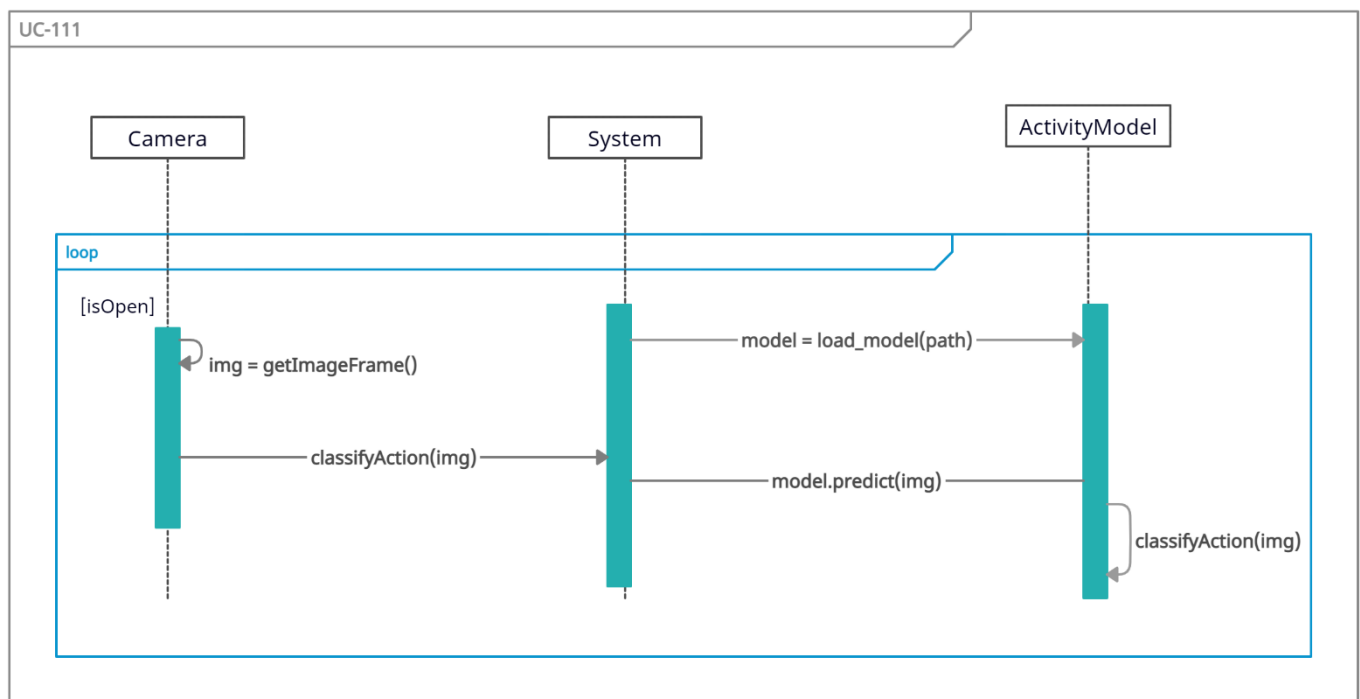 UC-111
Camera
System
ActivityModel
loop
[isOpen]
model = load_model(path)
img = getImageFrame()
classifyAction(img)
model.predict(img)
classifyAction(img)